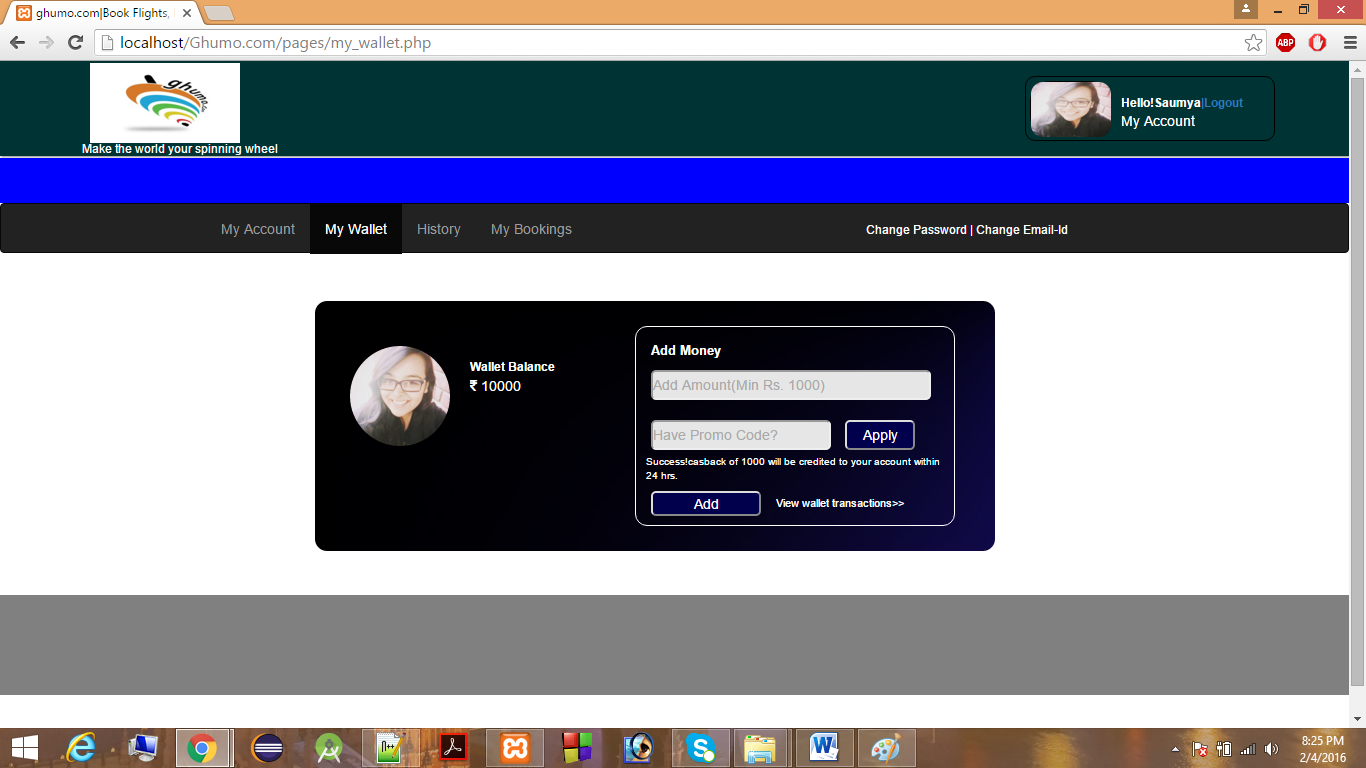 ghumo.com|Book Flights,
localhost/Ghumo.com/pages/my_wallet.php
ABP
ghumo.co
Make the world your spinning wheel
Hello!Saumya|Logout
My Account
My Account My Wallet History My Bookings Change Password | Change Email-Id
Wallet Balance
₹ 10000
Add Money
Add Amount(Min Rs. 1000)
Have Promo Code? Apply
Success!casback of 1000 will be credited to your account within
24 hrs.
Add View wallet transactions>>
8:25 PM
2/4/2016